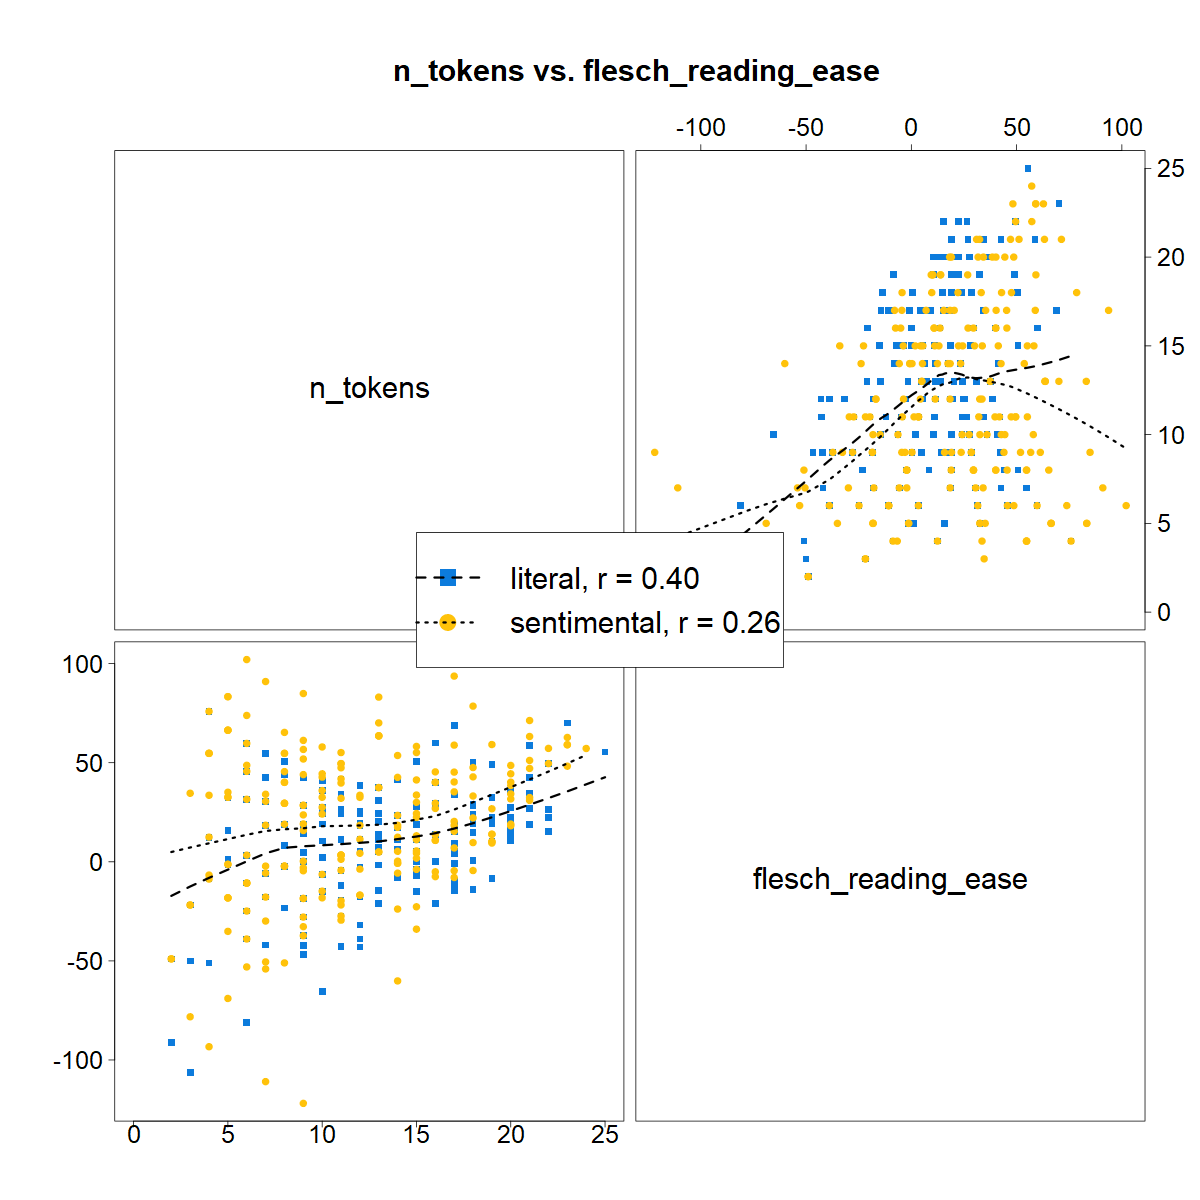 n_tokens vs. flesch_reading_ease
-100 -50 0 50 100
n_tokens
25
20
15
10
5
0
literal, r = 0.40
sentimental, r = 0.26
100
50
0
-50
-100
flesch_reading_ease
0 5 10 15 20 25